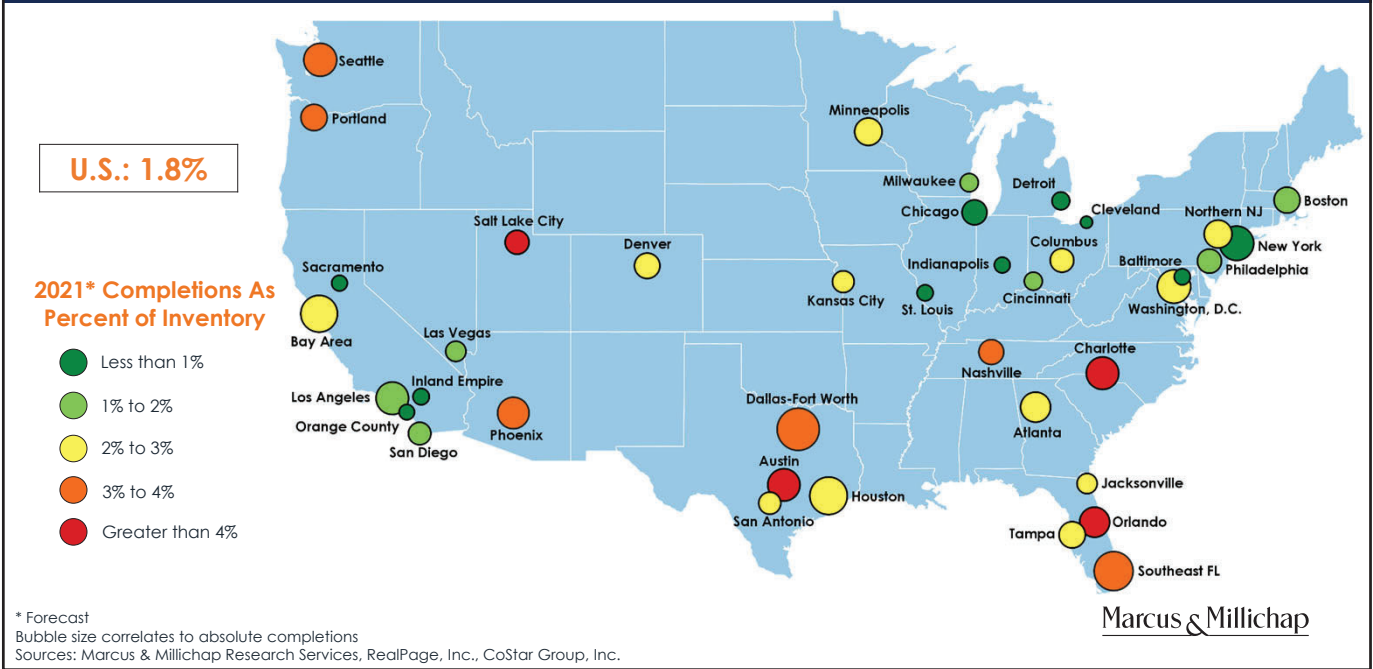 Seattle
Portland
U.S.: 1.8%
Minneapolis
Milwaukee
Detroit
Chicago
Cleveland
Northern NJ
Boston
Salt Lake City
Denver
Columbus
New York
Indianapolis
Baltimore
Philadelphia
Sacramento
Kansas City
Cincinnati
St. Louis
Washington, D.C.
2021* Completions As
Percent of Inventory
Bay Area
Las Vegas
Nashville
Charlotte
Less than 1%
1% to 2%
2% to 3%
3% to 4%
Greater than 4%
Inland Empire
Los Angeles
Orange County
San Diego
Phoenix
Dallas-Fort Worth
Atlanta
Austin
Houston
San Antonio
Jacksonville
Orlando
Tampa
Southeast FL
* Forecast
Bubble size correlates to absolute completions
Sources: Marcus & Millichap Research Services, RealPage, Inc., CoStar Group, Inc.
Marcus & Millichap